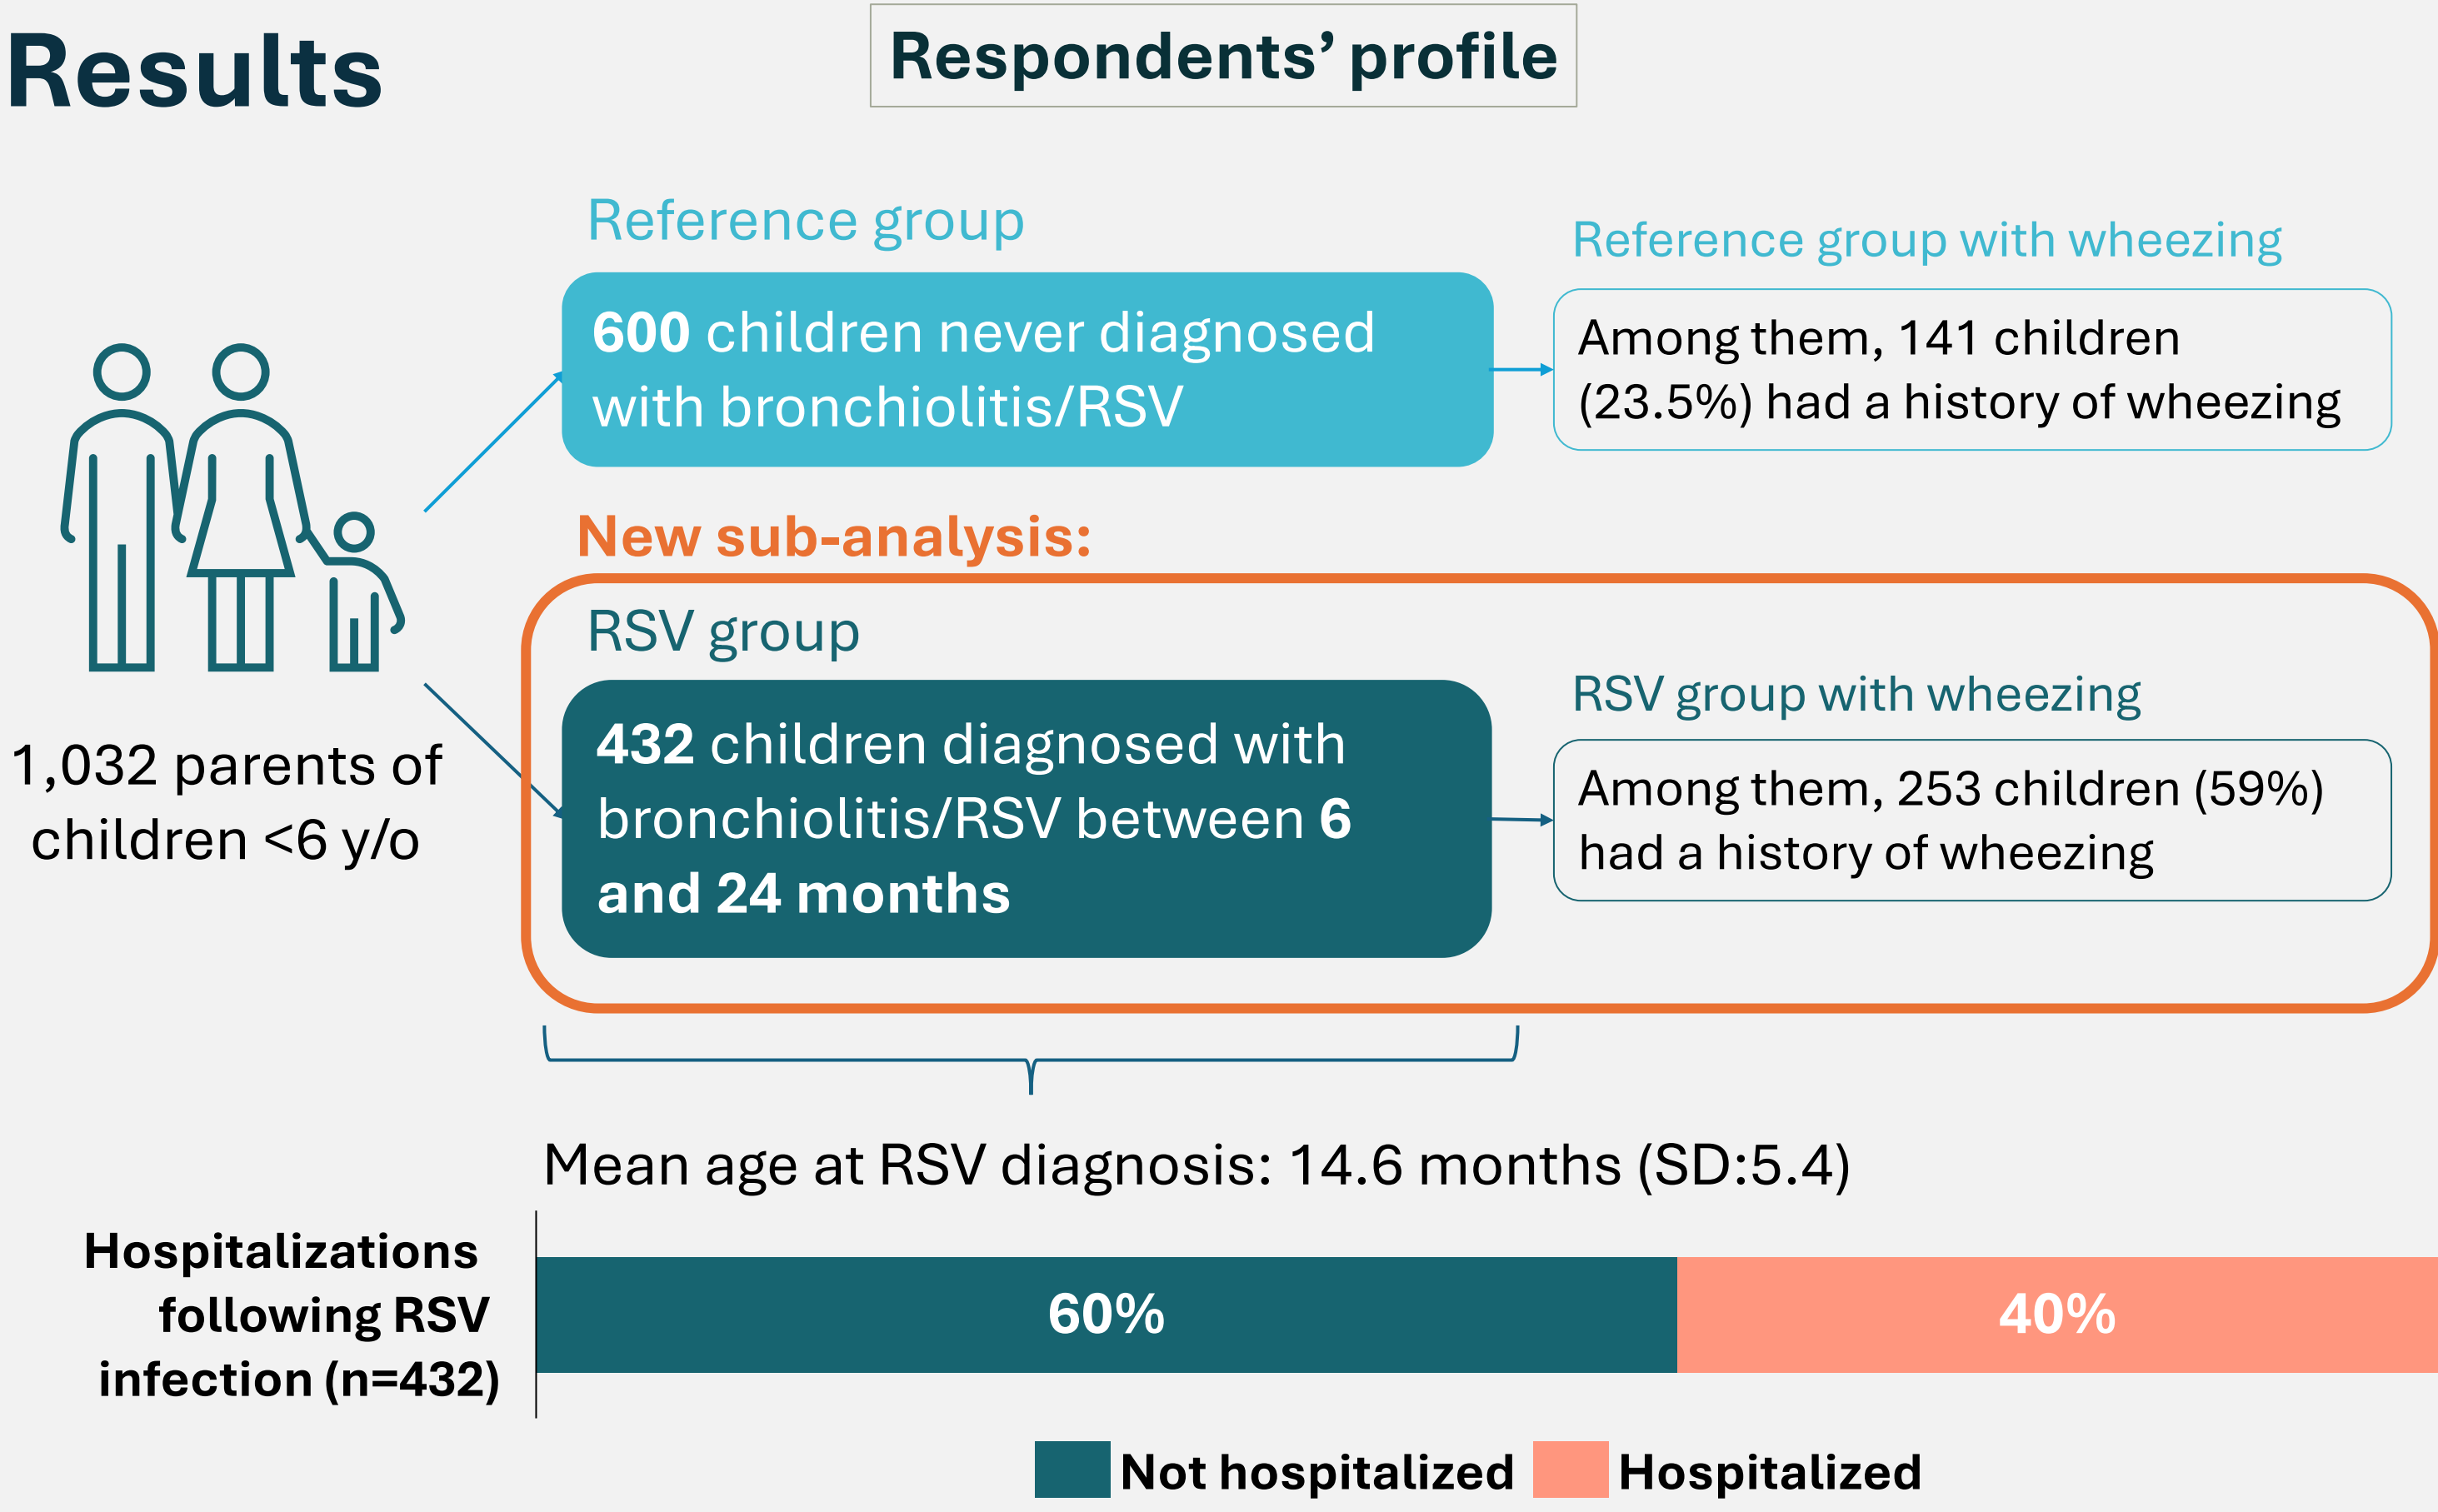 Results
Respondents’ profile
Reference group
600 children never diagnosed
with bronchiolitis/RSV
Reference group with wheezing
Among them, 141 children
(23.5%) had a history of wheezing
New sub-analysis:
1,032 parents of
children <6 y/o
RSV group
432 children diagnosed with
bronchiolitis/RSV between 6
and 24 months
RSV group with wheezing
Among them, 253 children (59%)
had a history of wheezing
Mean age at RSV diagnosis: 14.6 months (SD:5.4)
Hospitalizations
following RSV
infection (n=432)
60%
40%
Not hospitalized
Hospitalized